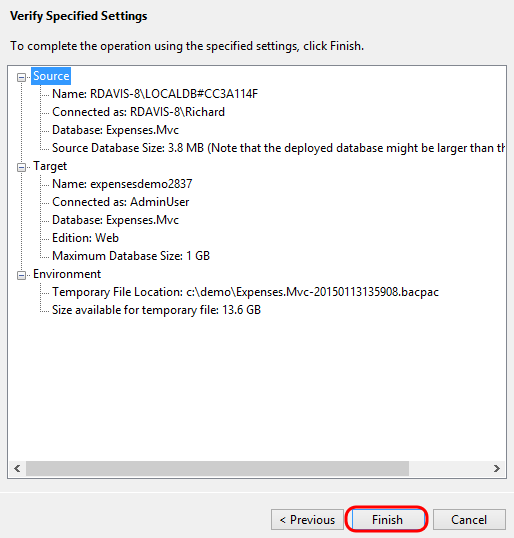 Verify Specified Settings
To complete the operation using the specified settings, click Finish.
Source
Name: RDAVIS-8\LOCALDB#CC3A114F
Connected as: RDAVIS-8\Richard
Database: Expenses.Mvc
Source Database Size: 3.8 MB (Note that the deployed database might be larger than th
Target
Name: expensesdemo2837
Connected as: AdminUser
Database: Expenses.Mvc
Edition: Web
Maximum Database Size: 1 GB
Environment
Temporary File Location: c:\demo\Expenses.Mvc-20150113135908.bacpac
Size available for temporary file: 13.6 GB
< Previous Finish Cancel